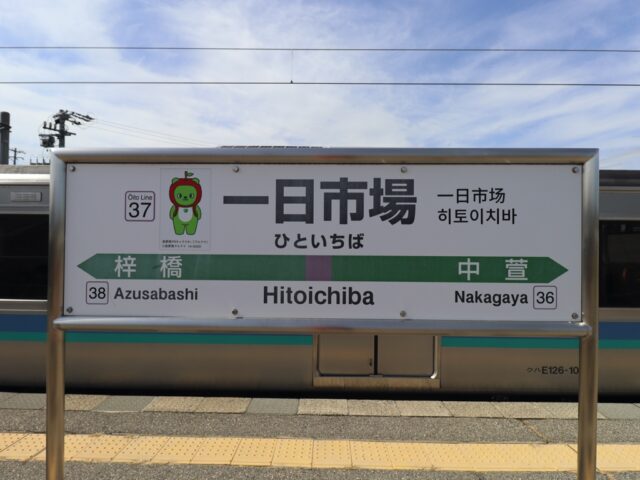 Oito Line
37
一日市場
ひといちば
一日市场
히토이치바
梓橋
中萱
38 Azusabashi
Hitoichiba
Nakagaya 36
クハE126-10